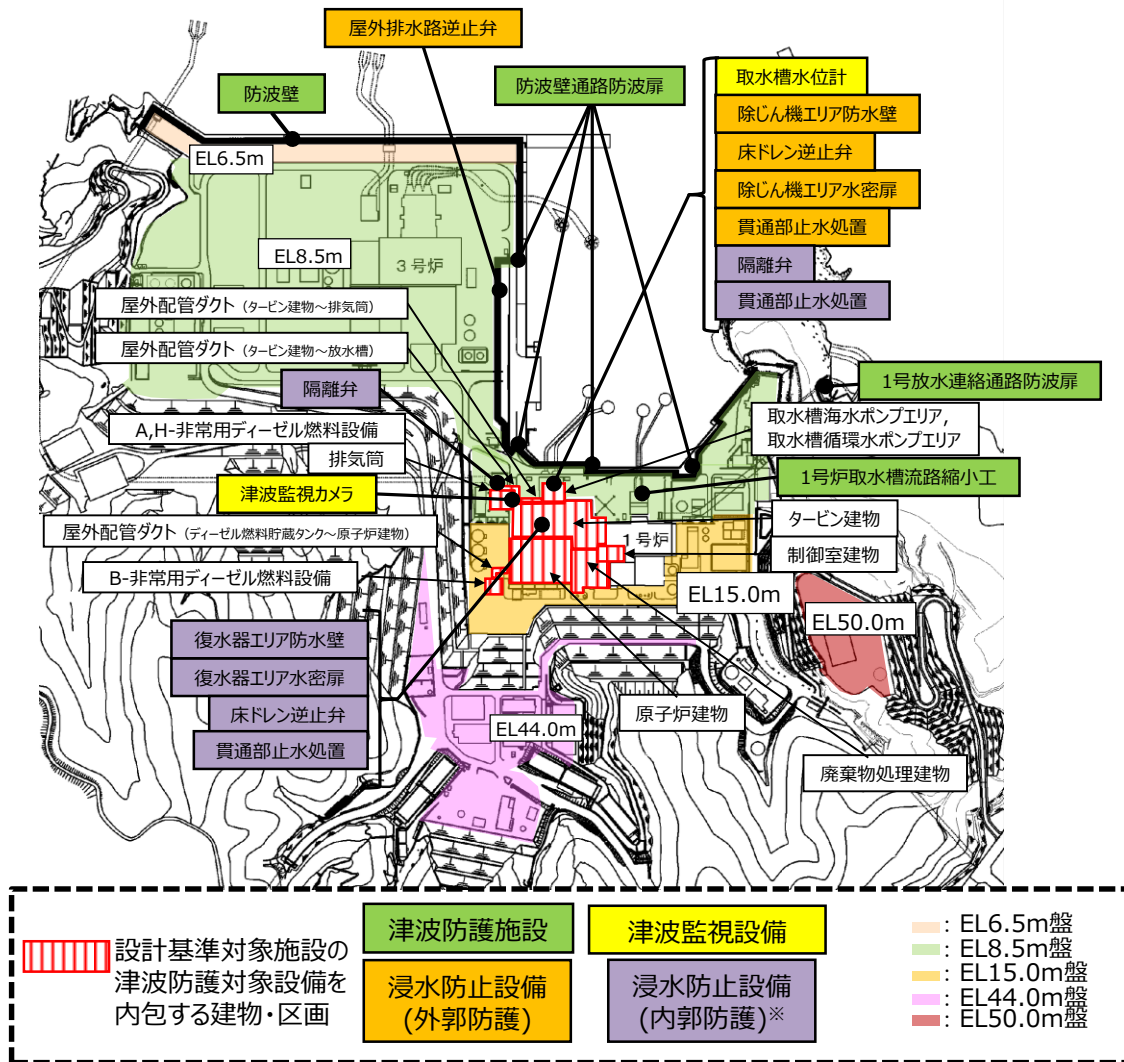 屋外排水路逆止弁
防波壁
防波壁通路防波扉
取水槽水位計
除じん機エリア防水壁
床ドレン逆止弁
除じん機エリア水密扉
貫通部止水処置
隔離弁
貫通部止水処置
EL6.5m
EL8.5m
3号炉
屋外配管ダクト（タービン建物～排気筒）
屋外配管ダクト（タービン建物～放水槽）
隔離弁
A,H-非常用ディーゼル燃料設備
排気筒
津波監視カメラ
屋外配管ダクト（ディーゼル燃料貯蔵タンク～原子炉建物）
B-非常用ディーゼル燃料設備
1号放水連絡通路防波扉
取水槽海水ポンプエリア，
取水槽循環水ポンプエリア
1号炉取水槽流路縮小工
タービン建物
1号炉
制御室建物
EL15.0m
EL50.0m
復水器エリア防水壁
復水器エリア水密扉
床ドレン逆止弁
貫通部止水処置
EL44.0m
原子炉建物
廃棄物処理建物
設計基準対象施設の
津波防護対象設備を
内包する建物・区画
津波防護施設
津波監視設備
浸水防止設備
(外郭防護)
浸水防止設備
(内郭防護)※
：EL6.5m盤
：EL8.5m盤
：EL15.0m盤
：EL44.0m盤
：EL50.0m盤